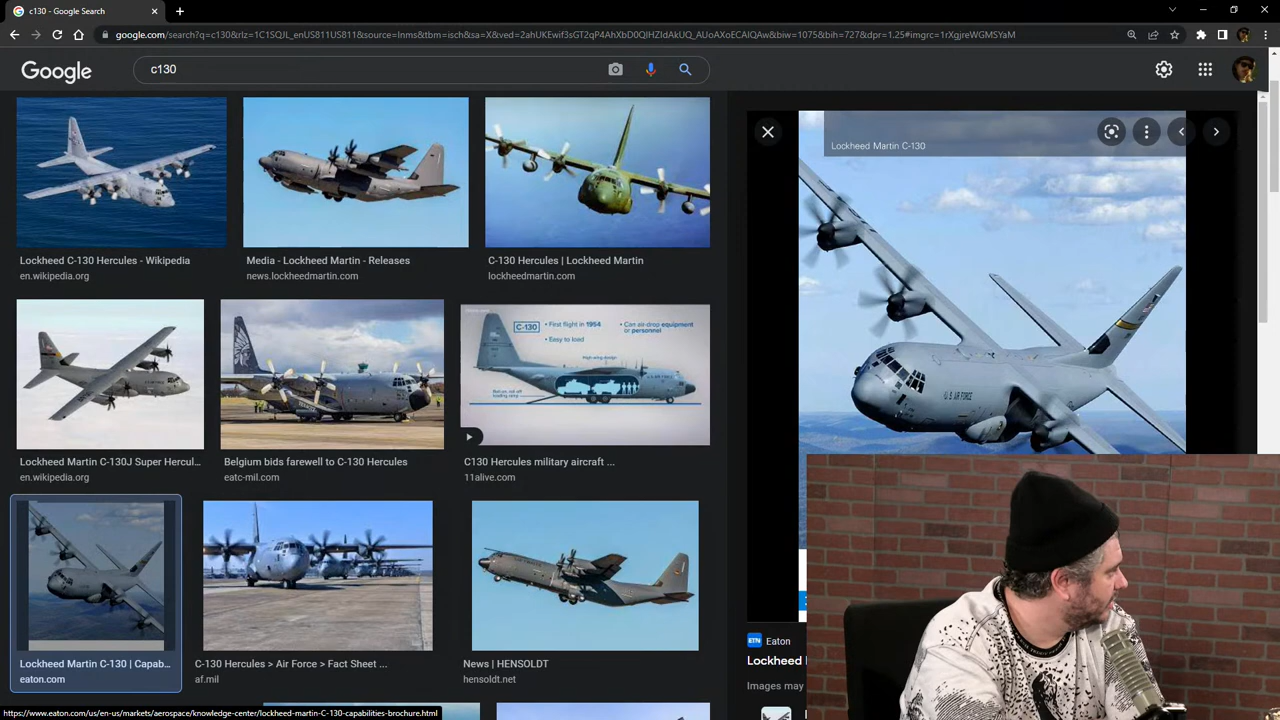 c130 - Google Search
google.com/search?q=c130&rlz=1C1SQJL_enUS811US811&source=lnms&tbm=isch&sa=X&ved=2ahUKEwif3sGT2qP4AhXbD0QIHZIdAkUQ_AUoAXoECAIQAw&biw=1075&bih=727&dpr=1.25#imgrc=1rXgjreWGMSYaM
Google
c130
Lockheed Martin C-130
Lockheed C-130 Hercules - Wikipedia
en.wikipedia.org
Media - Lockheed Martin - Releases
news.lockheedmartin.com
C-130 Hercules | Lockheed Martin
lockheedmartin.com
C-130
• First flight in 1954
• Easy to load
• Can air-drop equipment or personnel
High-wing design
U.S. AIR FORCE
Lockheed Martin C-130J Super Hercul...
en.wikipedia.org
Belgium bids farewell to C-130 Hercules
eatc-mil.com
C130 Hercules military aircraft ...
11alive.com
Lockheed Martin C-130 | Capab...
eaton.com
C-130 Hercules > Air Force > Fact Sheet ...
af.mil
News | HENSOLDT
hensoldt.net
ETN
Eaton
Lockheed
Images may
https://www.eaton.com/us/en-us/markets/aerospace/knowledge-center/lockheed-martin-C-130-capabilities-brochure.html